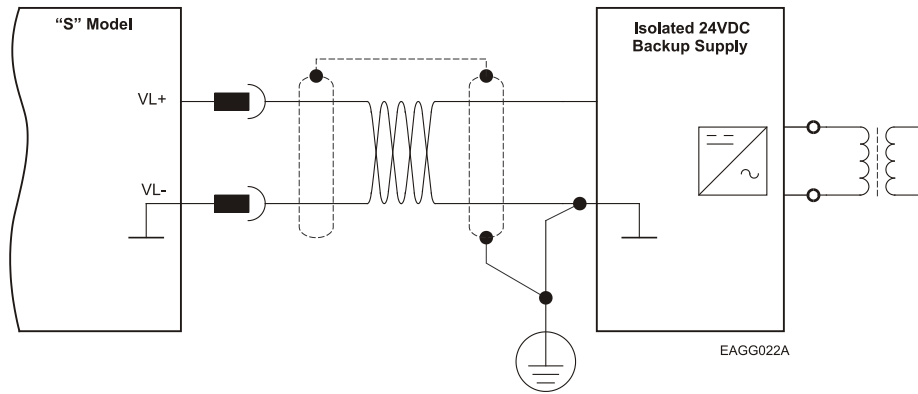 “S” Model
Isolated 24VDC
Backup Supply
VL+
VL-
EAGG022A